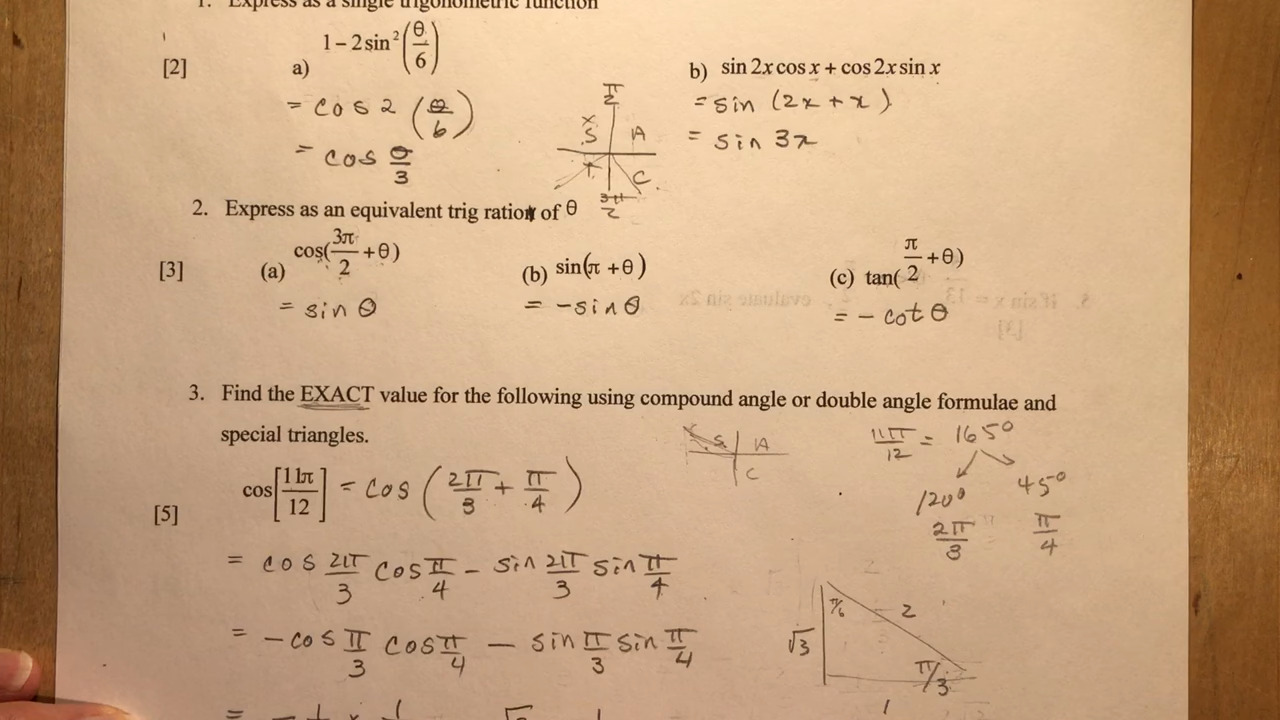 1. Express as a single trigonometric function
[2] a) 1 – 2 sin²(θ/6) b) sin 2x cos x + cos 2x sin x
= cos 2 (θ/6) = sin (2x + x)
= cos θ/3 = sin 3x
π/2
S A
T C
3π/2
2. Express as an equivalent trig ratio of θ
[3] (a) cos(3π/2 + θ) (b) sin(π + θ) (c) tan(π/2 + θ)
= sin θ = -sin θ = - cot θ
3. Find the EXACT value for the following using compound angle or double angle formulae and
special triangles.
S A
C
11π/12 = 165°
120° 45°
2π/3 π/4
[5] cos[11π/12] = cos (2π/3 + π/4)
= cos 2π/3 cos π/4 - sin 2π/3 sin π/4
= -cos π/3 cos π/4 - sin π/3 sin π/4
π/6 2
√3 π/3
1